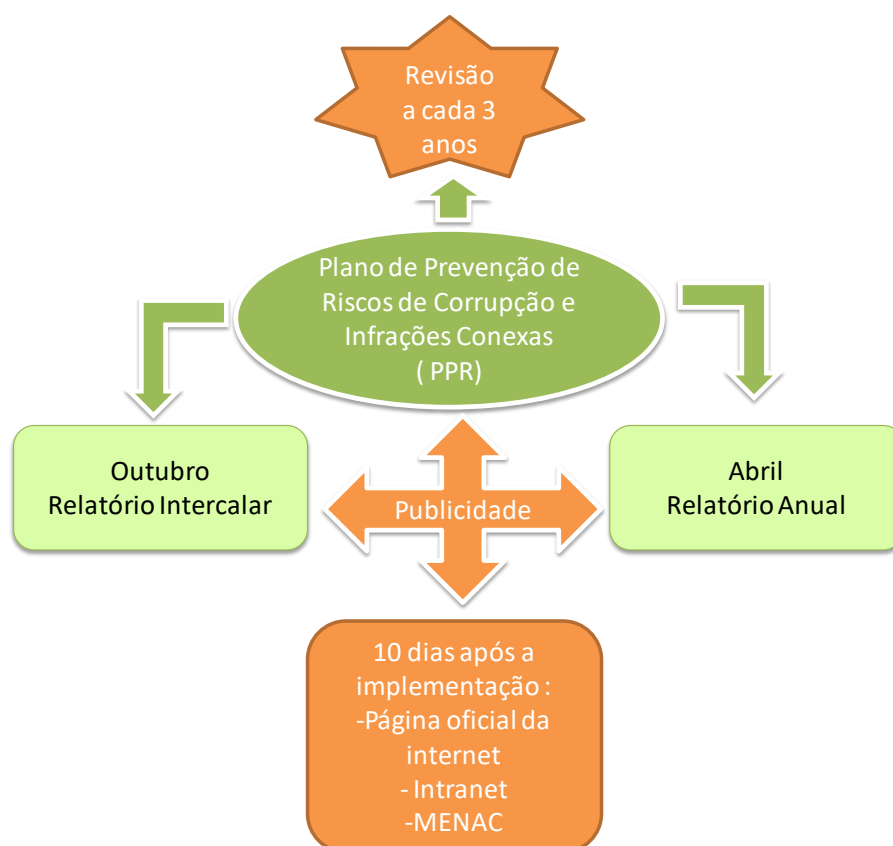 Revisão
a cada 3
anos
Plano de Prevenção de
Riscos de Corrupção e
Infrações Conexas
( PPR)
Outubro
Relatório Intercalar
Publicidade
Abril
Relatório Anual
10 dias após a
implementação :
-Página oficial da
internet
- Intranet
-MENAC